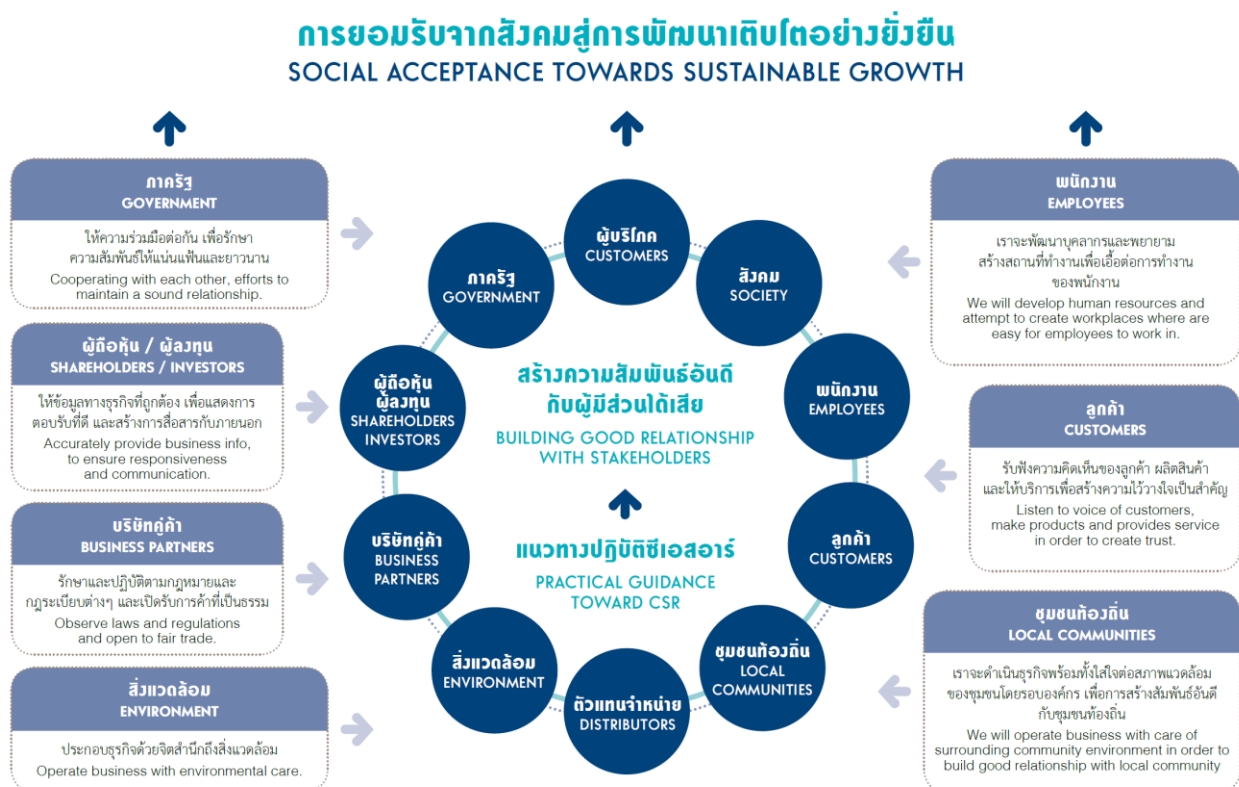 การยอมรับจากสังคมสู่การพัฒนาเติบโตอย่างยั่งยืน
SOCIAL ACCEPTANCE TOWARDS SUSTAINABLE GROWTH
ภาครัฐ
GOVERNMENT
ให้ความร่วมมือต่อกัน เพื่อรักษา
ความสัมพันธ์ให้แน่นแฟ้นและยาวนาน
Cooperating with each other, efforts to
maintain a sound relationship.
ผู้ถือหุ้น / ผู้ลงทุน
SHAREHOLDERS / INVESTORS
ให้ข้อมูลทางธุรกิจที่ถูกต้อง เพื่อแสดงการ
ตอบรับที่ดี และสร้างการสื่อสารกับภายนอก
Accurately provide business info,
to ensure responsiveness
and communication.
บริษัทคู่ค้า
BUSINESS PARTNERS
รักษาและปฏิบัติตามกฎหมายและ
กฎระเบียบต่างๆ และเปิดรับการค้าที่เป็นธรรม
Observe laws and regulations
and open to fair trade.
สิ่งแวดล้อม
ENVIRONMENT
ประกอบธุรกิจด้วยจิตสำนึกถึงสิ่งแวดล้อม
Operate business with environmental care.
ผู้บริโภค
CUSTOMERS
สังคม
SOCIETY
พนักงาน
EMPLOYEES
ลูกค้า
CUSTOMERS
ชุมชนท้องถิ่น
LOCAL
COMMUNITIES
ตัวแทนจำหน่าย
DISTRIBUTORS
สิ่งแวดล้อม
ENVIRONMENT
บริษัทคู่ค้า
BUSINESS
PARTNERS
ผู้ถือหุ้น
ผู้ลงทุน
SHAREHOLDERS
INVESTORS
ภาครัฐ
GOVERNMENT
สร้างความสัมพันธ์อันดี
กับผู้มีส่วนได้เสีย
BUILDING GOOD RELATIONSHIP
WITH STAKEHOLDERS
แนวทางปฏิบัติซีเอสอาร์
PRACTICAL GUIDANCE
TOWARD CSR
พนักงาน
EMPLOYEES
เราจะพัฒนาบุคลากรและพยายาม
สร้างสถานที่ทำงานเพื่อเอื้อต่อการทำงาน
ของพนักงาน
We will develop human resources and
attempt to create workplaces where are
easy for employees to work in.
ลูกค้า
CUSTOMERS
รับฟังความคิดเห็นของลูกค้า ผลิตสินค้า
และให้บริการเพื่อสร้างความไว้วางใจเป็นสำคัญ
Listen to voice of customers,
make products and provides service
in order to create trust.
ชุมชนท้องถิ่น
LOCAL COMMUNITIES
เราจะดำเนินธุรกิจพร้อมทั้งใส่ใจต่อสภาพแวดล้อม
ของชุมชนโดยรอบองค์กร เพื่อการสร้างสัมพันธ์อันดี
กับชุมชนท้องถิ่น
We will operate business with care of
surrounding community environment in order to
build good relationship with local community